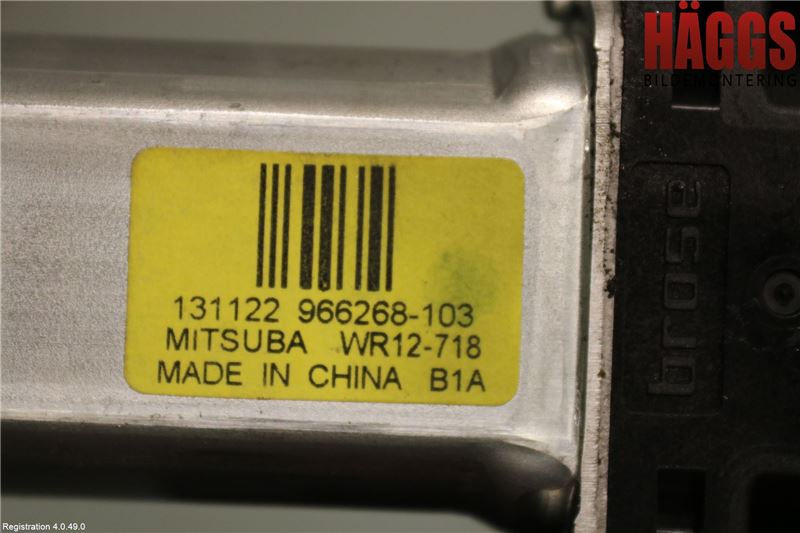 HÄGGS
BILDEMONTERING
131122 966268-103
MITSUBA WR12-718
MADE IN CHINA B1A
brose
Registration 4.0.49.0